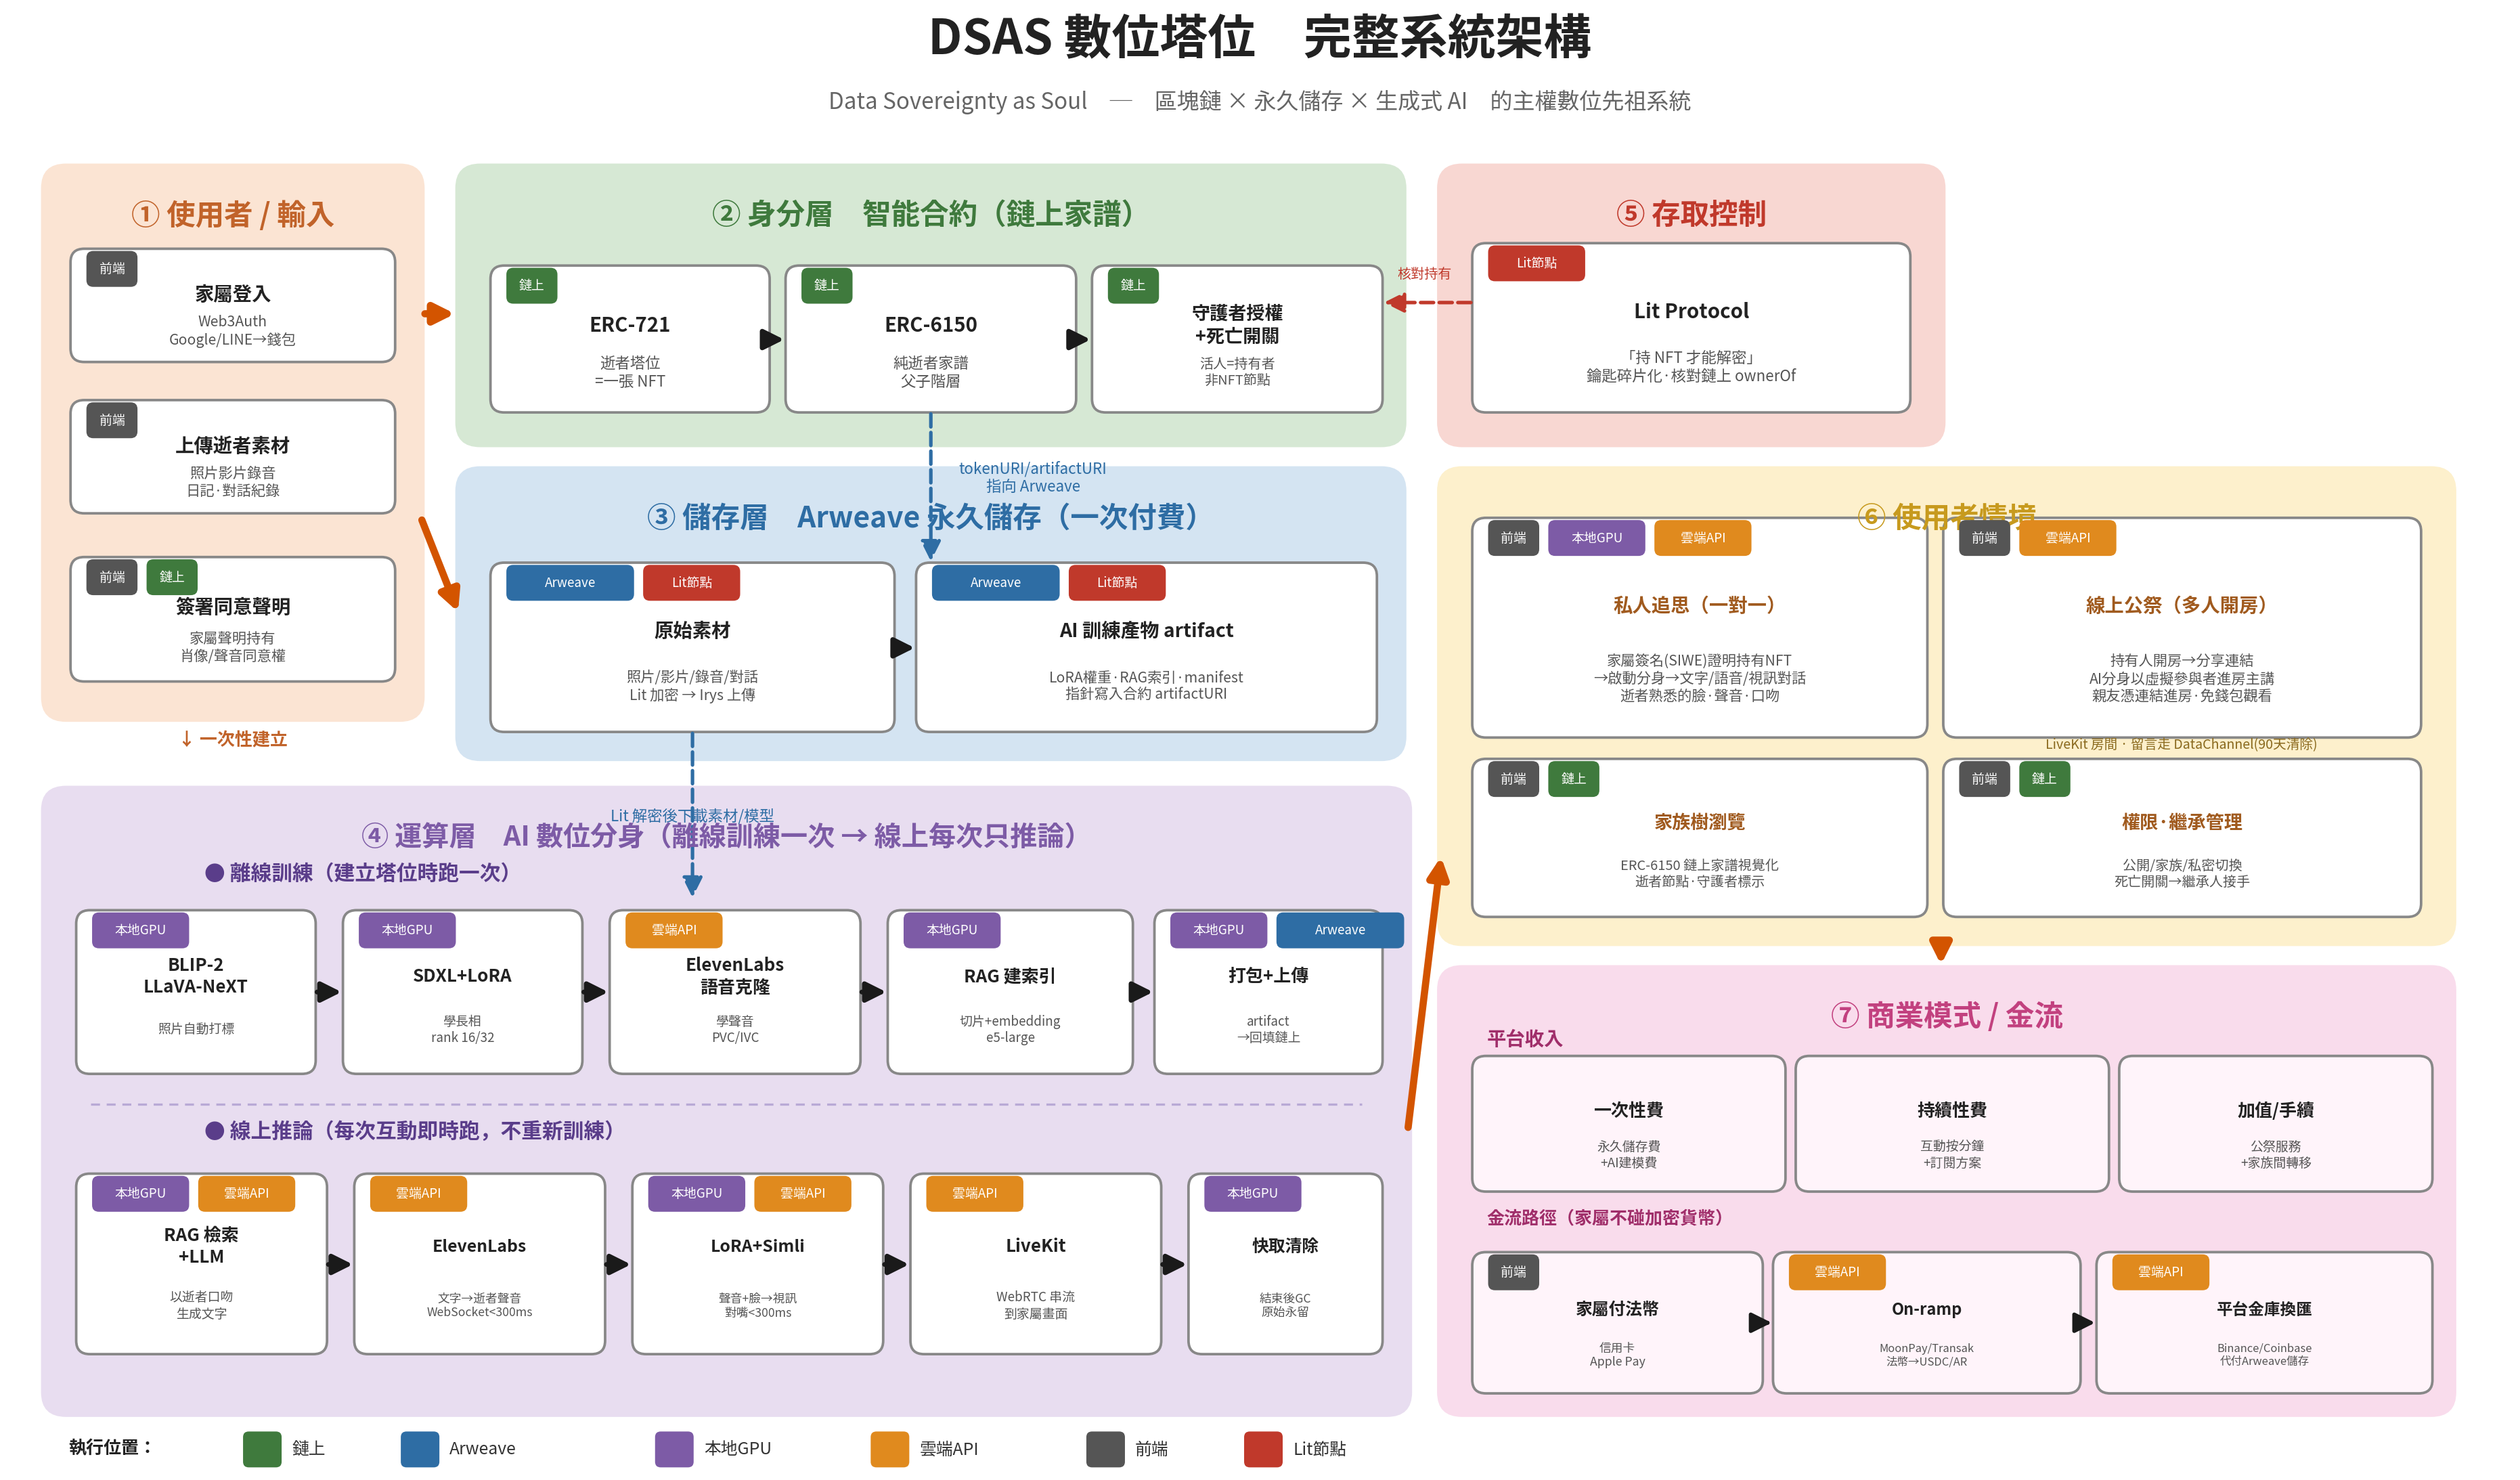 DSAS 數位塔位　完整系統架構
Data Sovereignty as Soul　—　區塊鏈 × 永久儲存 × 生成式 AI　的主權數位先祖系統
① 使用者 / 輸入
前端
家屬登入
Web3Auth
Google/LINE→錢包
前端
上傳逝者素材
照片影片錄音
日記·對話紀錄
前端
鏈上
簽署同意聲明
家屬聲明持有
肖像/聲音同意權
↓ 一次性建立
② 身分層　智能合約（鏈上家譜）
鏈上
ERC-721
逝者塔位
=一張 NFT
鏈上
ERC-6150
純逝者家譜
父子階層
鏈上
守護者授權
+死亡開關
活人=持有者
非NFT節點
核對持有
⑤ 存取控制
Lit節點
Lit Protocol
「持 NFT 才能解密」
鑰匙碎片化·核對鏈上 ownerOf
tokenURI/artifactURI
指向 Arweave
③ 儲存層　Arweave 永久儲存（一次付費）
Arweave
Lit節點
原始素材
照片/影片/錄音/對話
Lit 加密 → Irys 上傳
Arweave
Lit節點
AI 訓練產物 artifact
LoRA權重·RAG索引·manifest
指針寫入合約 artifactURI
Lit 解密後下載素材/模型
④ 運算層　AI 數位分身（離線訓練一次 → 線上每次只推論）
● 離線訓練（建立塔位時跑一次）
本地GPU
BLIP-2
LLaVA-NeXT
照片自動打標
本地GPU
SDXL+LoRA
學長相
rank 16/32
雲端API
ElevenLabs
語音克隆
學聲音
PVC/IVC
本地GPU
RAG 建索引
切片+embedding
e5-large
本地GPU
Arweave
打包+上傳
artifact
→回填鏈上
● 線上推論（每次互動即時跑，不重新訓練）
本地GPU
雲端API
RAG 檢索
+LLM
以逝者口吻
生成文字
雲端API
ElevenLabs
文字→逝者聲音
WebSocket<300ms
本地GPU
雲端API
LoRA+Simli
聲音+臉→視訊
對嘴<300ms
雲端API
LiveKit
WebRTC 串流
到家屬畫面
本地GPU
快取清除
結束後GC
原始永留
⑥ 使用者情境
前端
本地GPU
雲端API
私人追思（一對一）
家屬簽名(SIWE)證明持有NFT
→啟動分身→文字/語音/視訊對話
逝者熟悉的臉·聲音·口吻
前端
雲端API
線上公祭（多人開房）
持有人開房→分享連結
AI分身以虛擬參與者進房主講
親友憑連結進房·免錢包觀看
LiveKit 房間 · 留言走 DataChannel(90天清除)
前端
鏈上
家族樹瀏覽
ERC-6150 鏈上家譜視覺化
逝者節點·守護者標示
前端
鏈上
權限·繼承管理
公開/家族/私密切換
死亡開關→繼承人接手
⑦ 商業模式 / 金流
平台收入
一次性費
永久儲存費
+AI建模費
持續性費
互動按分鐘
+訂閱方案
加值/手續
公祭服務
+家族間轉移
金流路徑（家屬不碰加密貨幣）
前端
家屬付法幣
信用卡
Apple Pay
雲端API
On-ramp
MoonPay/Transak
法幣→USDC/AR
雲端API
平台金庫換匯
Binance/Coinbase
代付Arweave儲存
執行位置：
鏈上
Arweave
本地GPU
雲端API
前端
Lit節點